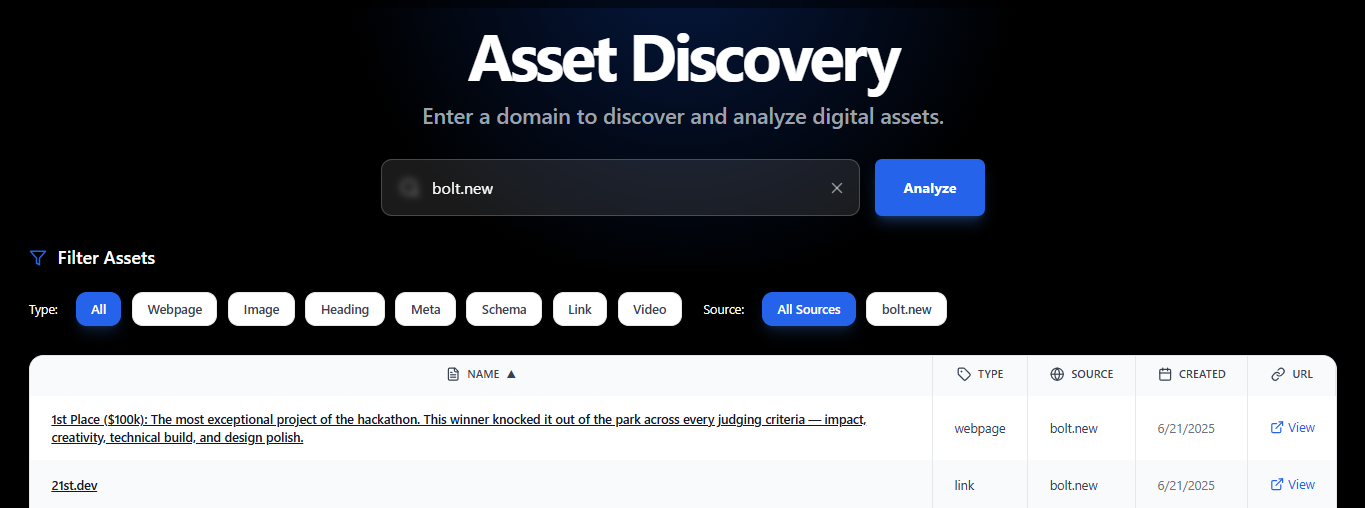 Asset Discovery
Enter a domain to discover and analyze digital assets.
bolt.new
Analyze
Filter Assets
Type: All Webpage Image Heading Meta Schema Link Video Source: All Sources bolt.new
NAME ▲ TYPE SOURCE CREATED URL
1st Place ($100k): The most exceptional project of the hackathon. This winner knocked it out of the park across every judging criteria — impact,
creativity, technical build, and design polish.
webpage bolt.new 6/21/2025 View
21st.dev link bolt.new 6/21/2025 View